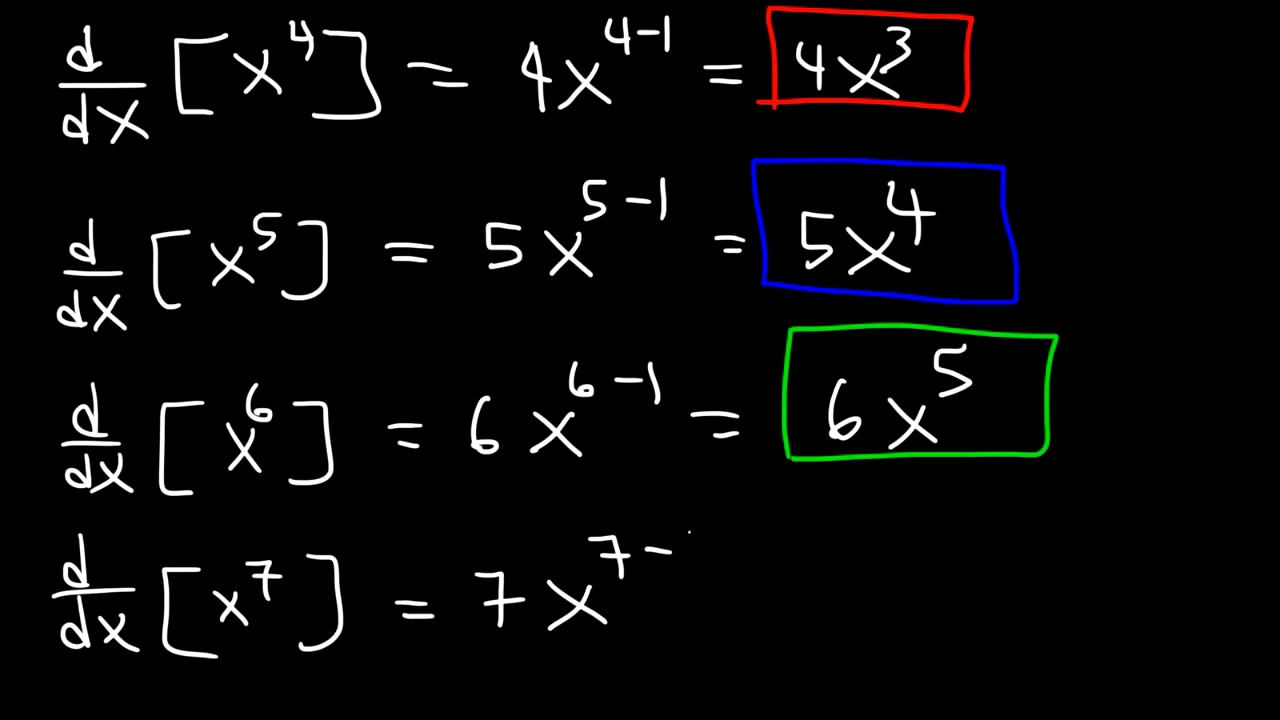 d/dx [x⁴] = 4x⁴⁻¹ = 4x³
d/dx [x⁵] = 5x⁵⁻¹ = 5x⁴
d/dx [x⁶] = 6x⁶⁻¹ = 6x⁵
d/dx [x⁷] = 7x⁷⁻